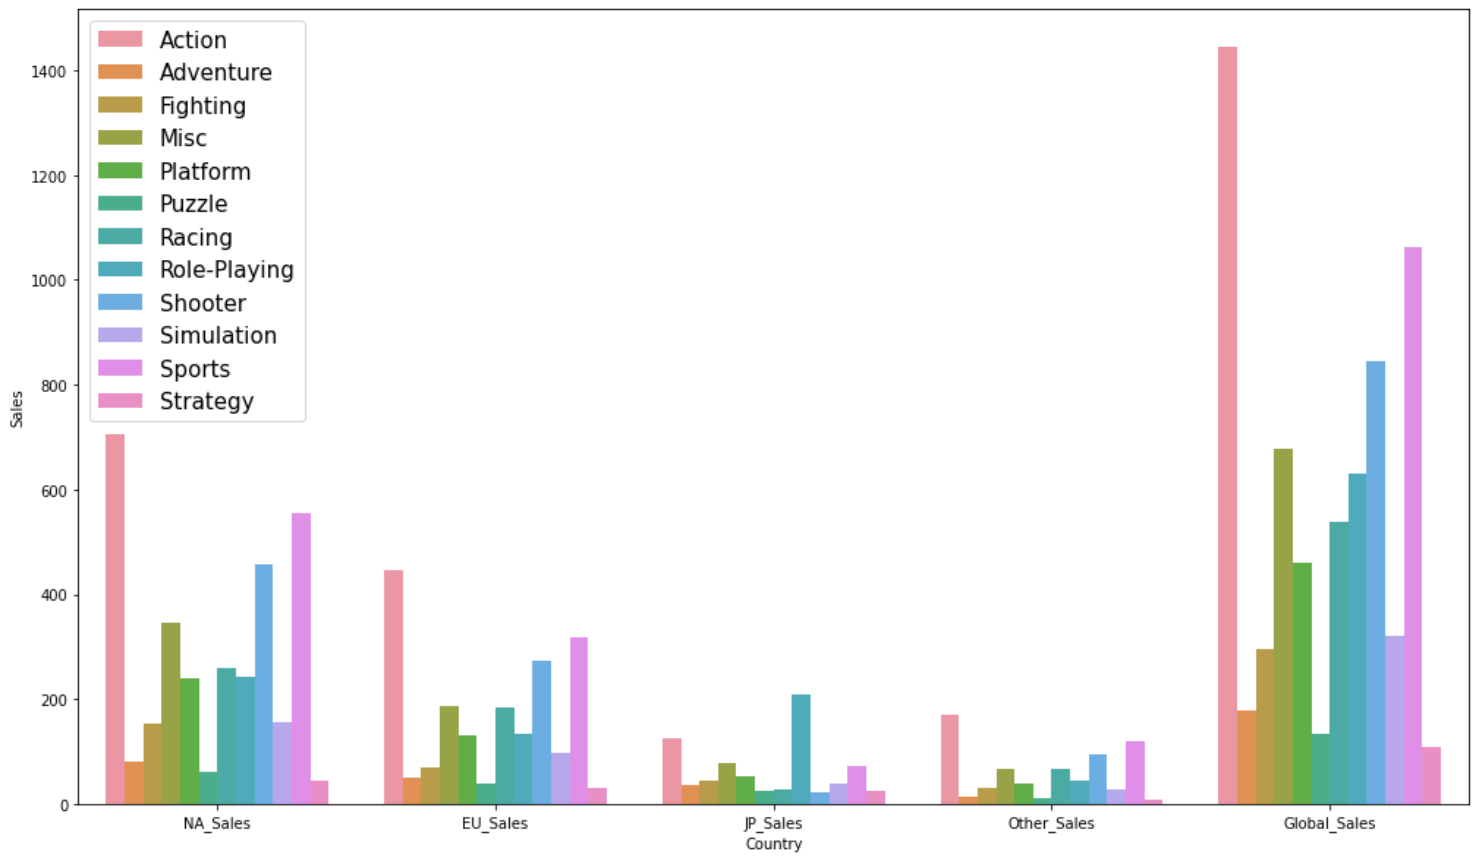 Action
Adventure
Fighting
Misc
Platform
Puzzle
Racing
Role-Playing
Shooter
Simulation
Sports
Strategy
1400
1200
1000
800
600
400
200
0
Sales
NA_Sales
EU_Sales
JP_Sales
Other_Sales
Global_Sales
Country